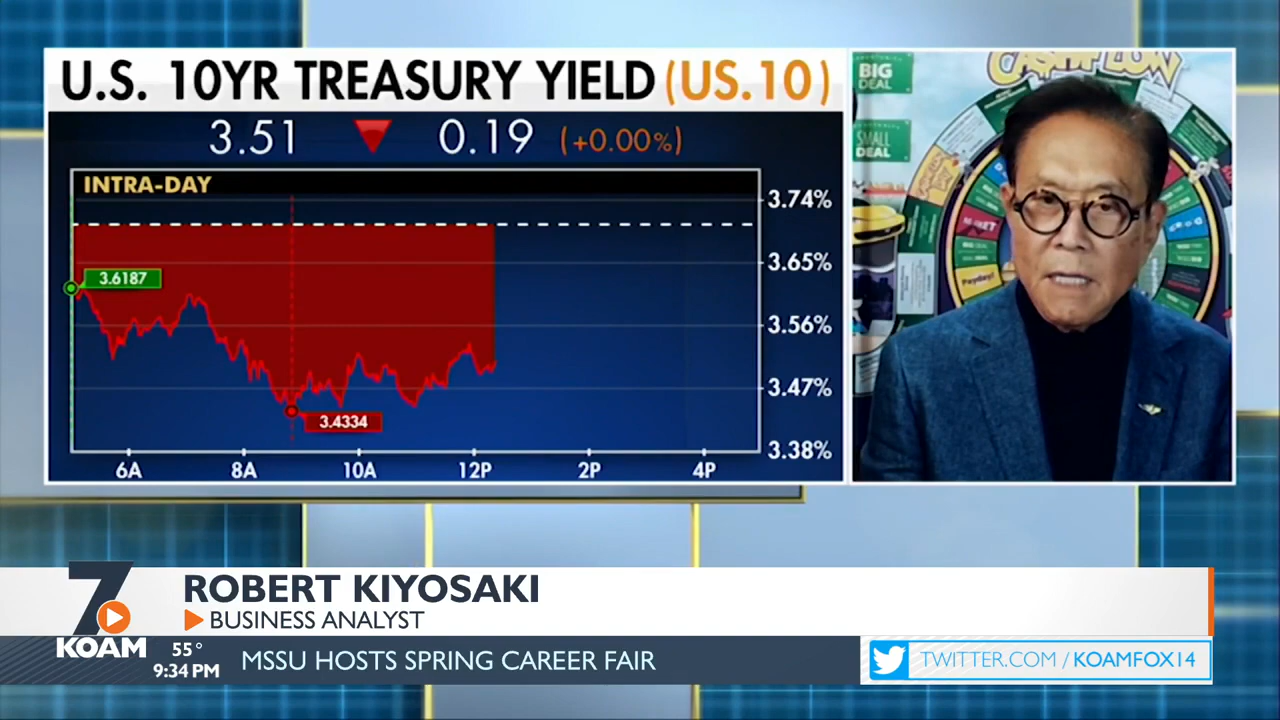 U.S. 10YR TREASURY YIELD (US.10)
3.51 0.19 (+0.00%)
INTRA-DAY
3.74%
3.65%
3.56%
3.47%
3.38%
3.6187
3.4334
6A 8A 10A 12P 2P 4P
BIG
DEAL
SMALL
DEAL
CASHFLOW
Payday!
ROBERT KIYOSAKI
BUSINESS ANALYST
7
KOAM
55°
9:34 PM
MSSU HOSTS SPRING CAREER FAIR
TWITTER.COM / KOAMFOX14